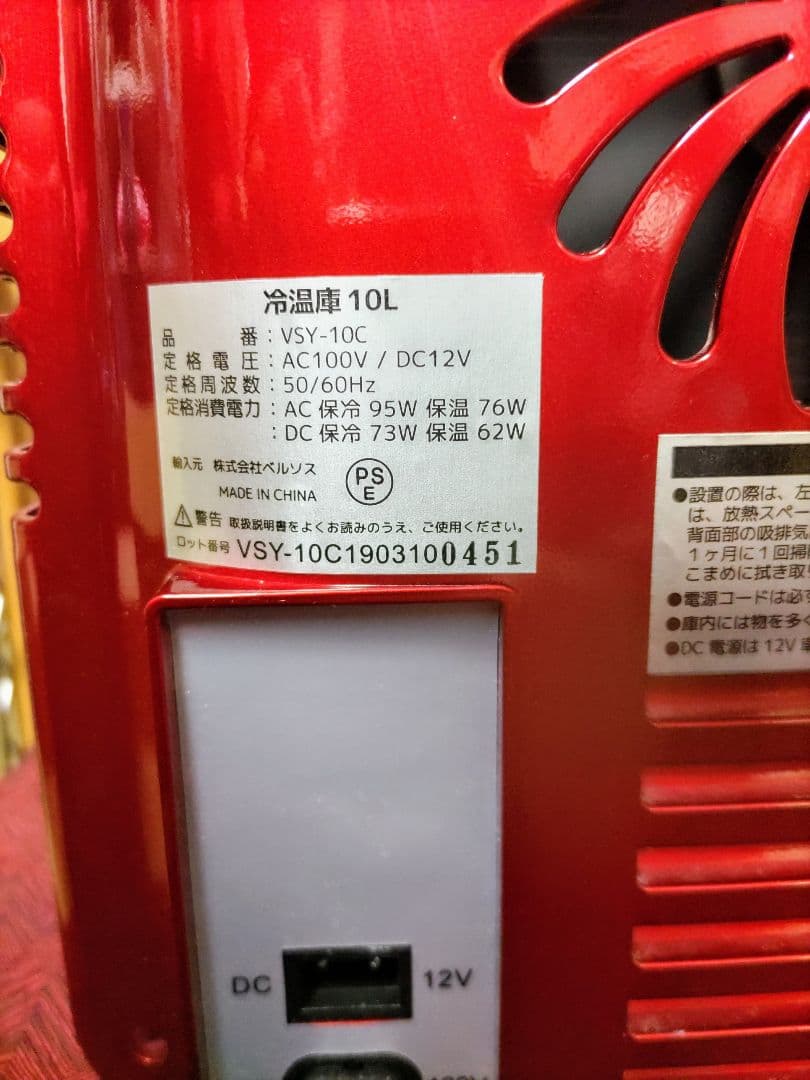 冷温庫 10L
品番：VSY-10C
定格電圧：AC100V / DC12V
定格周波数：50/60Hz
定格消費電力：AC 保冷 95W 保温 76W
：DC 保冷 73W 保温 62W
輸入元 株式会社ベルソス
MADE IN CHINA
PS
E
警告 取扱説明書をよくお読みのうえ、ご使用ください。
ロット番号 VSY-10C1903100451
●設置の際は、左
は、放熱スペー
背面部の吸排気
1ヶ月に1回掃
こまめに拭き取り
●電源コードは必ず
●庫内には物を多く
●DC 電源は 12V 車
DC
12V